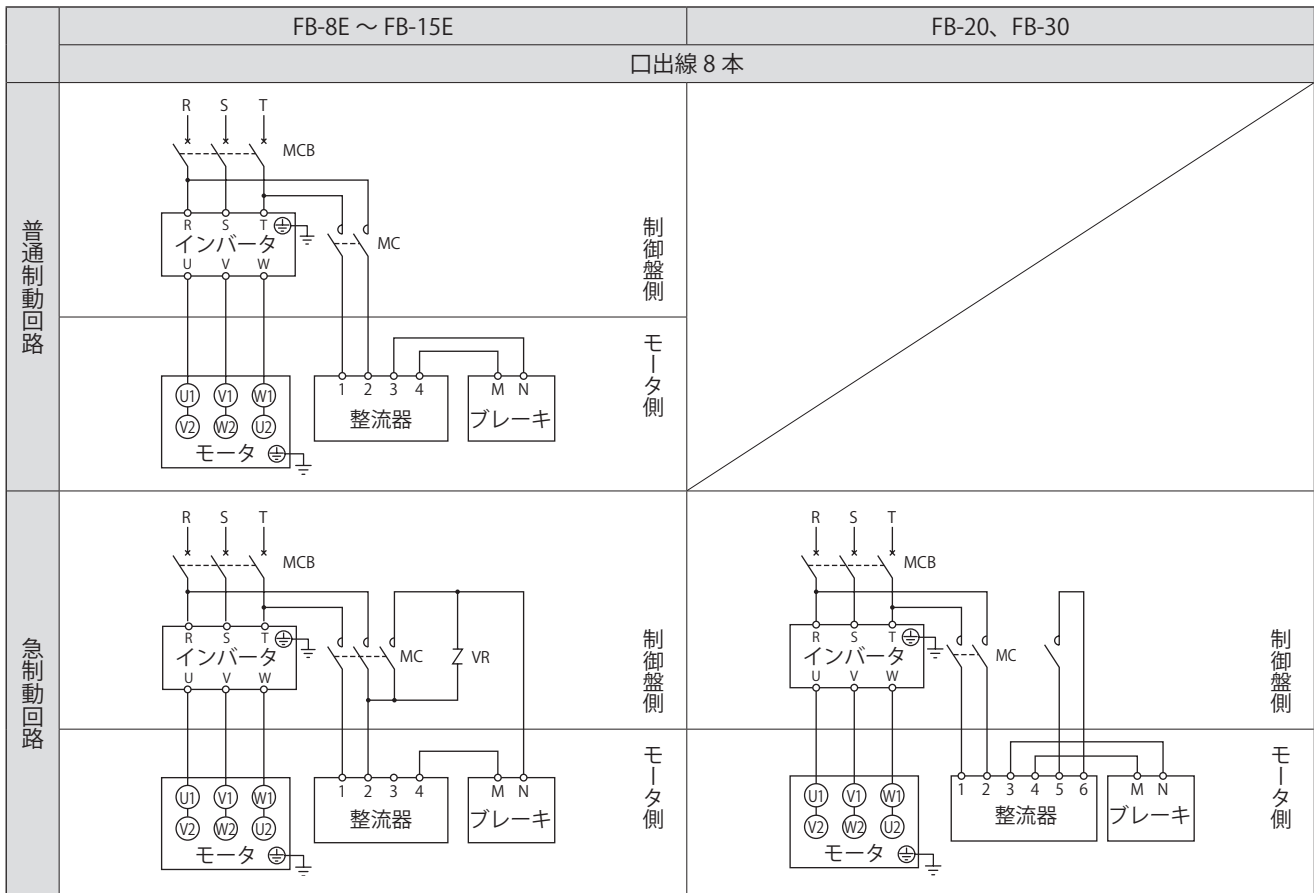 FB-8E ～ FB-15E
FB-20、FB-30
口出線 8 本
普通制動回路
R S T
MCB
R S T
インバータ
U V W
MC
制御盤側
U1 V1 W1
V2 W2 U2
モータ
1 2 3 4
整流器
M N
ブレーキ
モータ側
急制動回路
R S T
MCB
R S T
インバータ
U V W
MC
VR
制御盤側
U1 V1 W1
V2 W2 U2
モータ
1 2 3 4
整流器
M N
ブレーキ
モータ側
R S T
MCB
R S T
インバータ
U V W
MC
制御盤側
U1 V1 W1
V2 W2 U2
モータ
1 2 3 4 5 6
整流器
M N
ブレーキ
モータ側